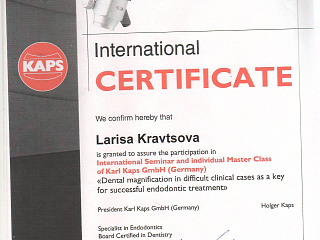 KAPS
International
CERTIFICATE
We confirm hereby that
Larisa Kravtsova
is granted to assure the participation in
International Seminar and individual Master Class
of Karl Kaps GmbH (Germany)
«Dental magnification in difficult clinical cases as a key
for successful endodontic treatment»
President Karl Kaps GmbH (Germany) Holger Kaps
Specialist in Endodontics
Board Certified in Dentistry